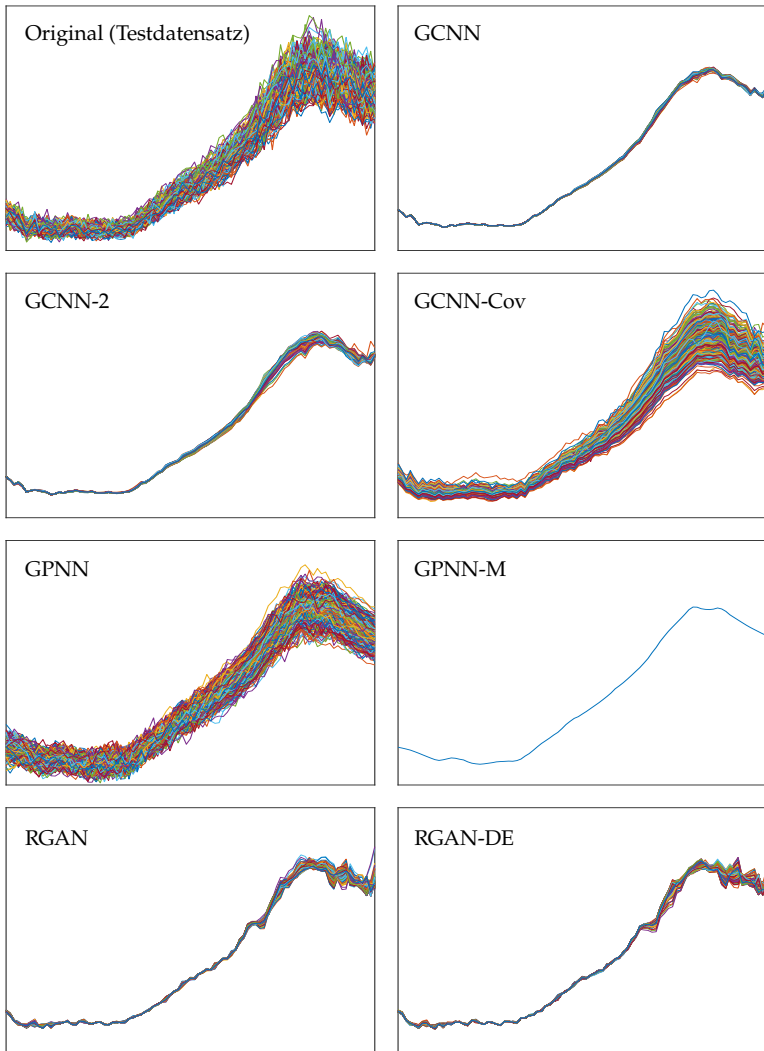 Original (Testdatensatz)
GCNN
GCNN-2
GCNN-Cov
GPNN
GPNN-M
RGAN
RGAN-DE